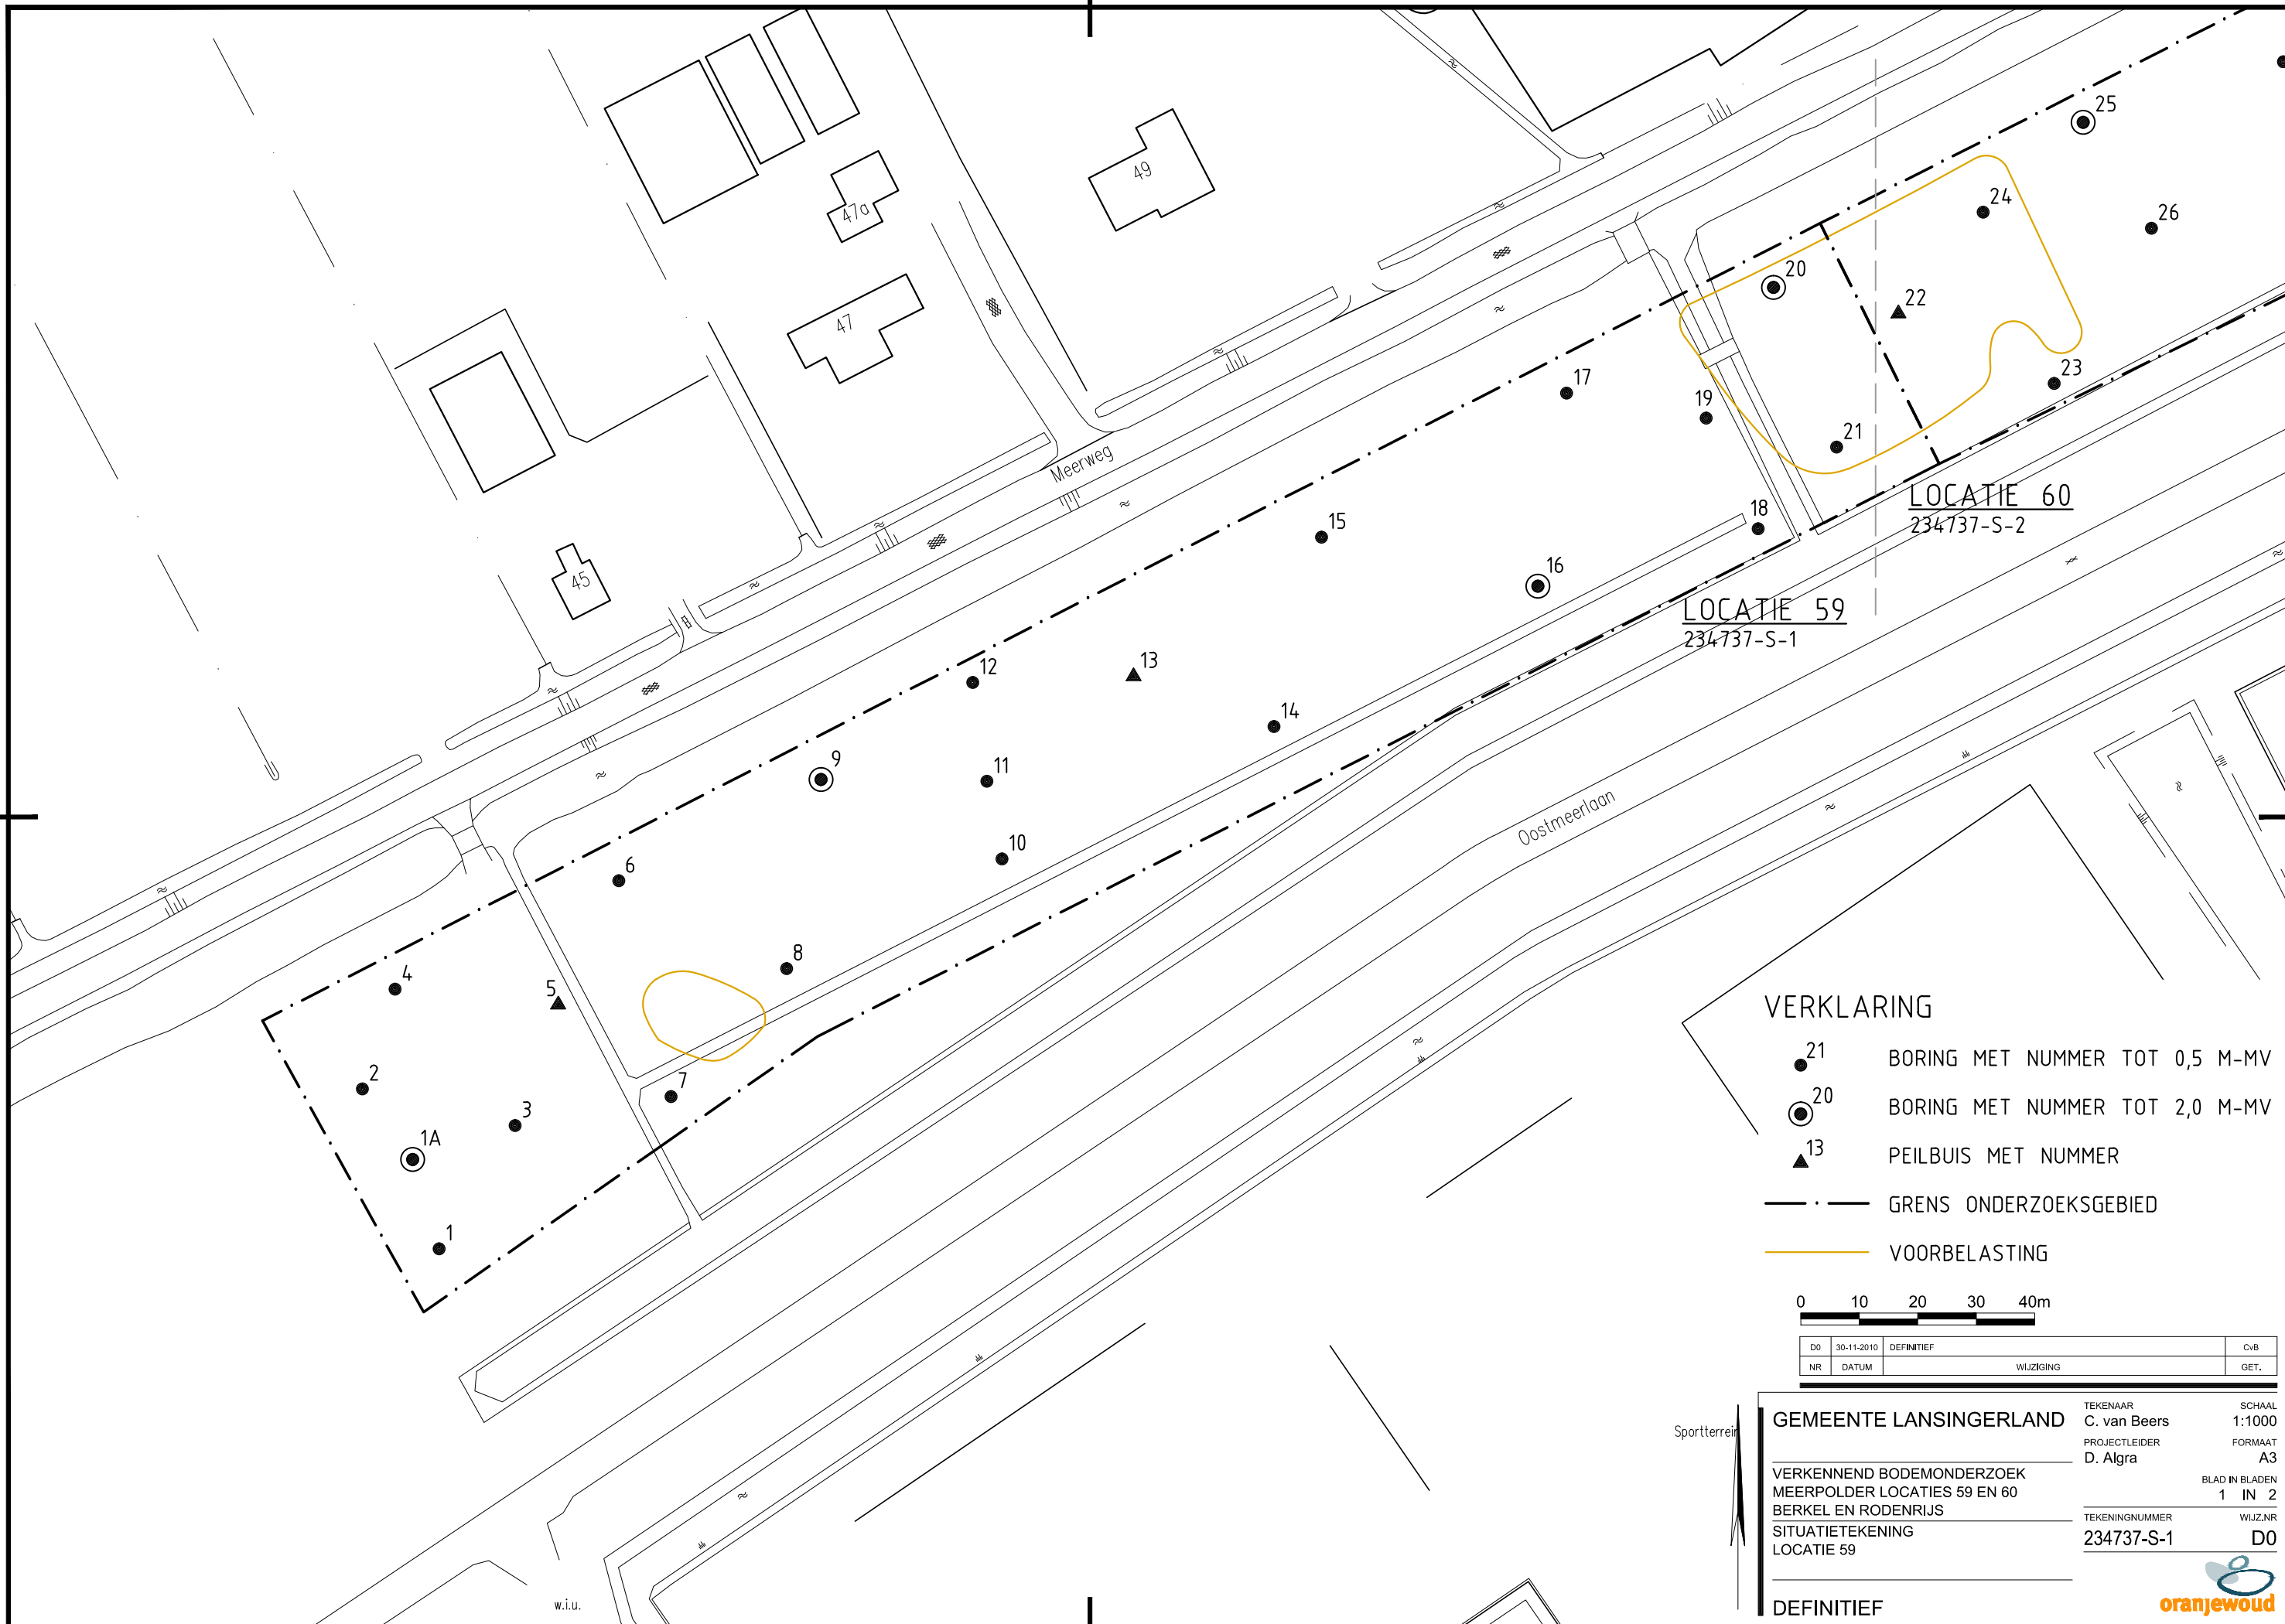 25
24
26
49
47a
20
22
47
17
23
19
21
Meerweg
LOCATIE 60
234737-S-2
18
15
16
45
LOCATIE 59
234737-S-1
12
13
14
9
11
Oostmeerlaan
10
6
8
4
5
2
7
3
1A
1
VERKLARING
21 BORING MET NUMMER TOT 0,5 M-MV
20 BORING MET NUMMER TOT 2,0 M-MV
13 PEILBUIS MET NUMMER
GRENS ONDERZOEKSGEBIED
VOORBELASTING
0 10 20 30 40m
D0 30-11-2010 DEFINITIEF CvB
NR DATUM WIJZIGING GET.
Sportterrein
GEMEENTE LANSINGERLAND
TEKENAAR SCHAAL
C. van Beers 1:1000
PROJECTLEIDER FORMAAT
D. Algra A3
VERKENNEND BODEMONDERZOEK
MEERPOLDER LOCATIES 59 EN 60
BERKEL EN RODENRIJS
BLAD IN BLADEN
1 IN 2
SITUATIETEKENING
LOCATIE 59
TEKENINGNUMMER WIJZ.NR
234737-S-1 D0
DEFINITIEF
oranjewoud
w.i.u.